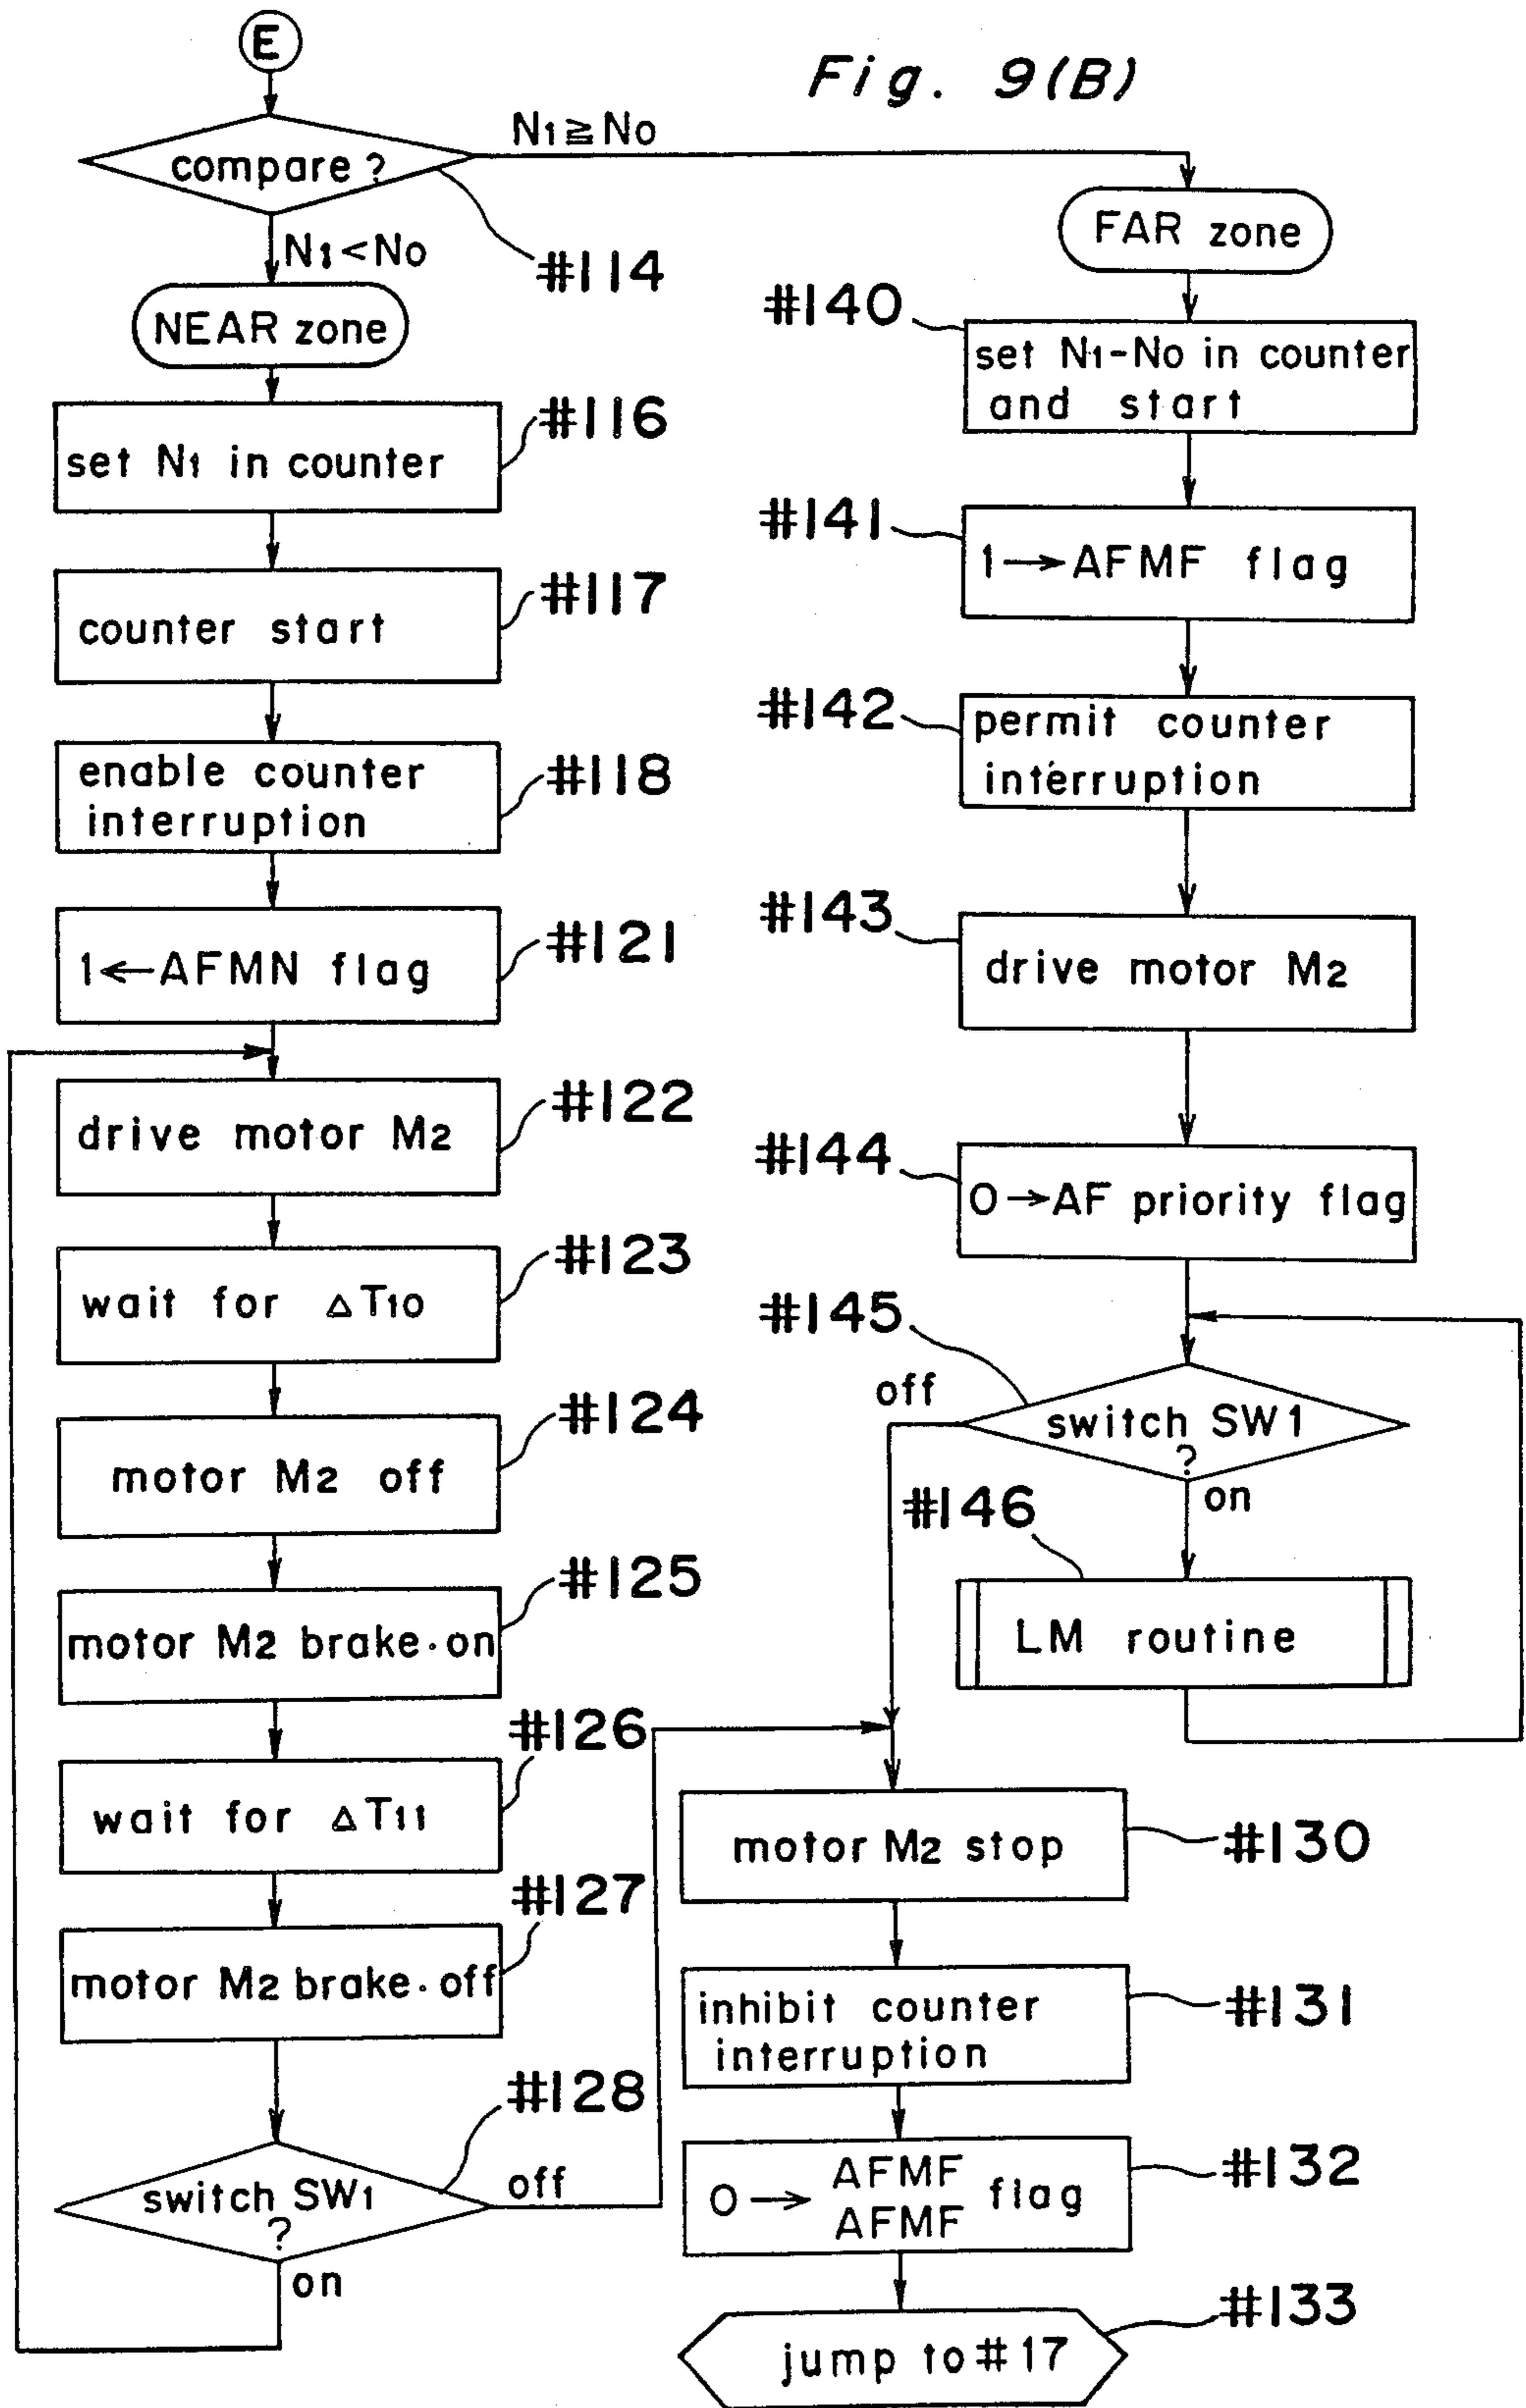 Fig. 9(B)
E
compare ?
N1≧No
N1<No
#114
NEAR zone
#116
set N1 in counter
#117
counter start
#118
enable counter
interruption
#121
1←AFMN flag
#122
drive motor M2
#123
wait for △T10
#124
motor M2 off
#125
motor M2 brake·on
#126
wait for △T11
#127
motor M2 brake·off
#128
switch SW1
?
off
on
FAR zone
#140
set N1-No in counter
and start
#141
1→AFMF flag
#142
permit counter
interruption
#143
drive motor M2
#144
0→AF priority flag
#145
off
switch SW1
?
on
#146
LM routine
motor M2 stop
#130
inhibit counter
interruption
#131
0→ AFMF flag
AFMF
#132
jump to #17
#133